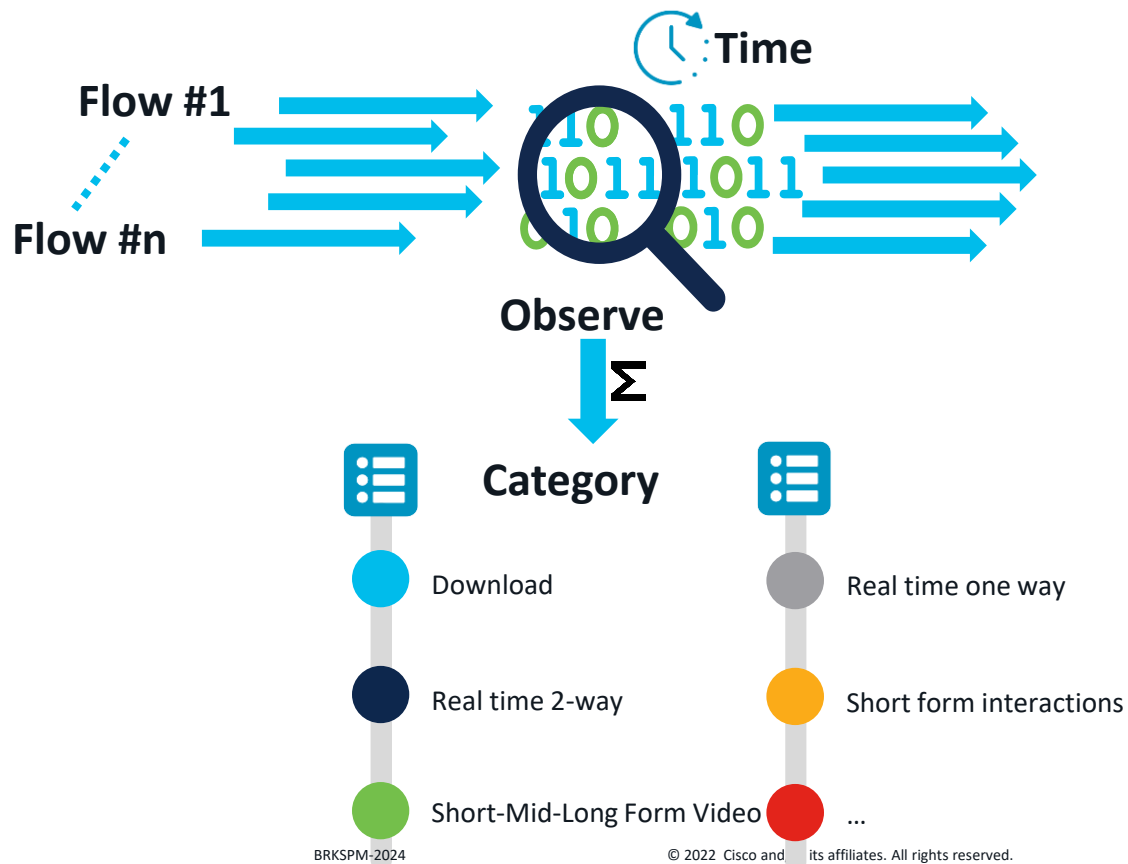 Time
Flow #1
110 110
1011 1011
010 010
Flow #n
Observe
Σ
Category
Download
Real time one way
Real time 2-way
Short form interactions
Short-Mid-Long Form Video
...
BRKSPM-2024
© 2022 Cisco and its affiliates. All rights reserved.